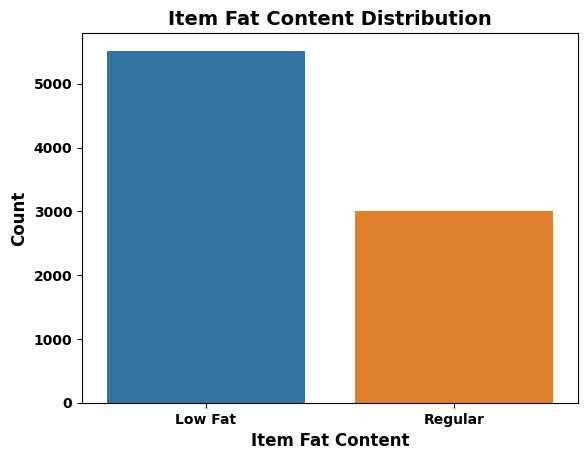 Item Fat Content Distribution
Count
5000
4000
3000
2000
1000
0
Low Fat
Regular
Item Fat Content